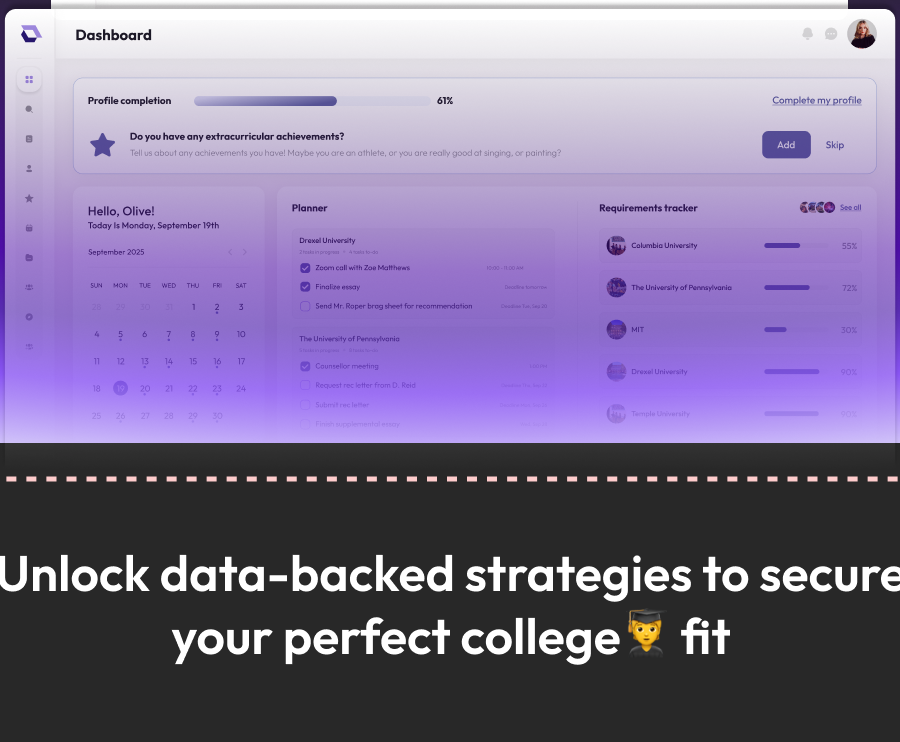 Dashboard
Profile completion
61%
Complete my profile
Do you have any extracurricular achievements?
Tell us about any achievements you have! Maybe you are an athlete, or you are really good at singing, or painting?
Add
Skip
Hello, Olive!
Today Is Monday, September 19th
September 2025
SUN MON TUE WED THU FRI SAT
28 29 30 31 1 2 3
4 5 6 7 8 9 10
11 12 13 14 15 16 17
18 19 20 21 22 23 24
25 26 27 28 29 30
Planner
Drexel University
Zoom call with Zoe Matthews
Finalize essay
Deadline tomorrow
Send Mr. Roper brag sheet for recommendation
The University of Pennsylvania
Counsellor meeting
Request rec letter from D. Reid
Submit rec letter
Finish supplemental essay
Requirements tracker
See all
Columbia University
55%
The University of Pennsylvania
72%
MIT
30%
Drexel University
90%
Temple University
Unlock data-backed strategies to secure
your perfect college fit